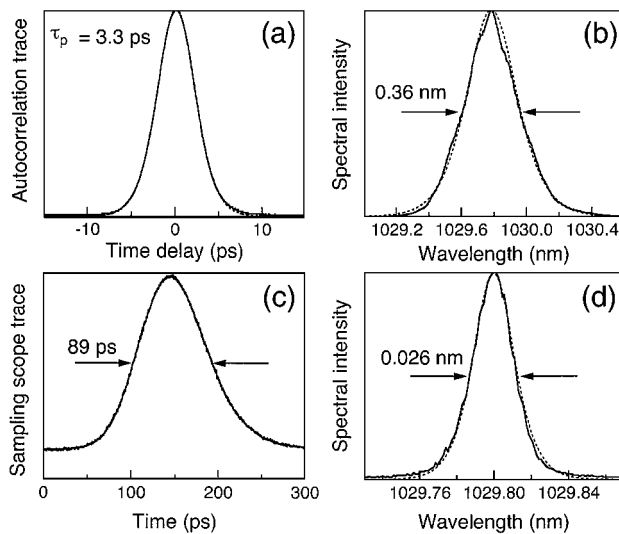 Autocorrelation trace
τp = 3.3 ps
(a)
-10 0 10
Time delay (ps)
Spectral intensity
(b)
0.36 nm
1029.2 1029.6 1030.0 1030.4
Wavelength (nm)
Sampling scope trace
(c)
89 ps
0 100 200 300
Time (ps)
Spectral intensity
(d)
0.026 nm
1029.76 1029.80 1029.84
Wavelength (nm)